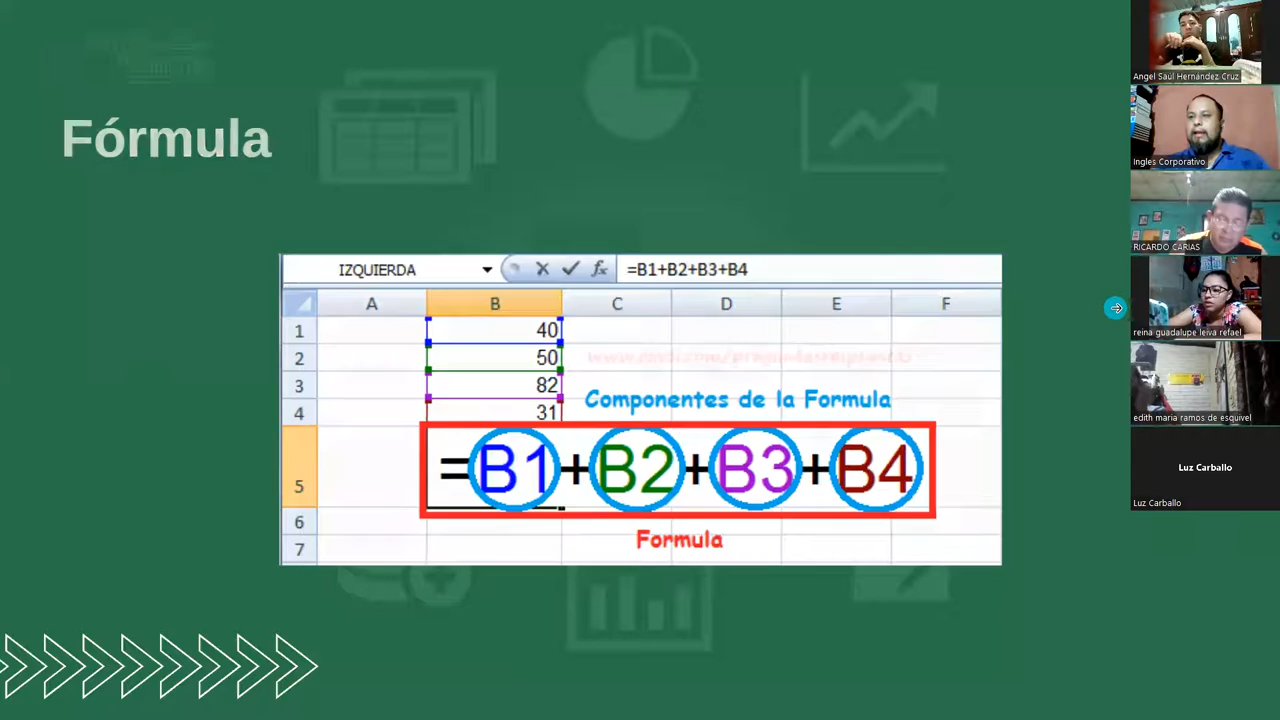 Fórmula
IZQUIERDA =B1+B2+B3+B4
A B C D E F
1 40
2 50
3 82
Componentes de la Formula
4 31
5 =B1+B2+B3+B4
6
Formula
7
Angel Saúl Hernández Cruz
Ingles Corporativo
RICARDO CARIAS
reina guadalupe leiva refael
edith maria ramos de esquivel
Luz Carballo
Luz Carballo